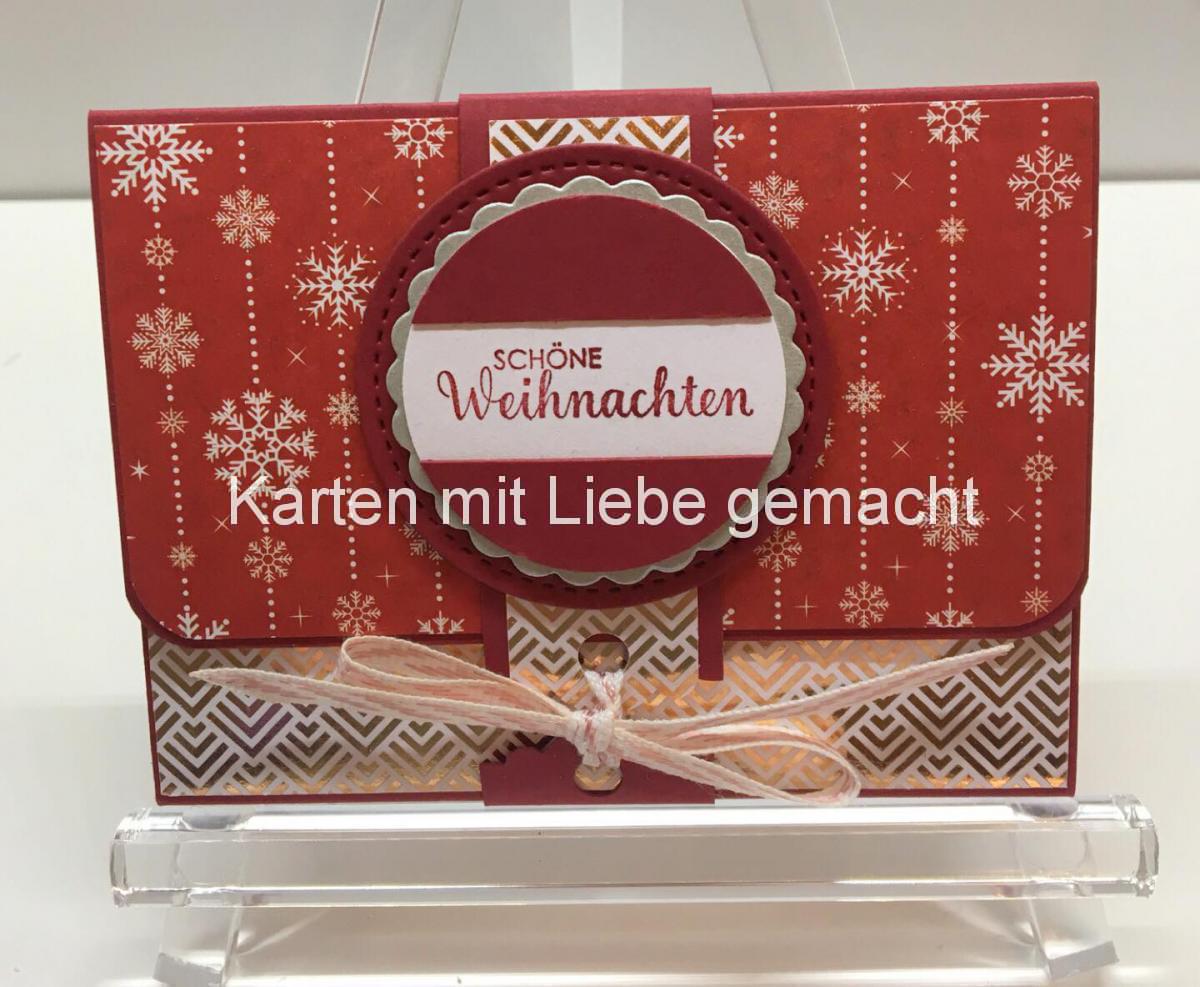 SCHÖNE
Weihnachten
Karten mit Liebe gemacht